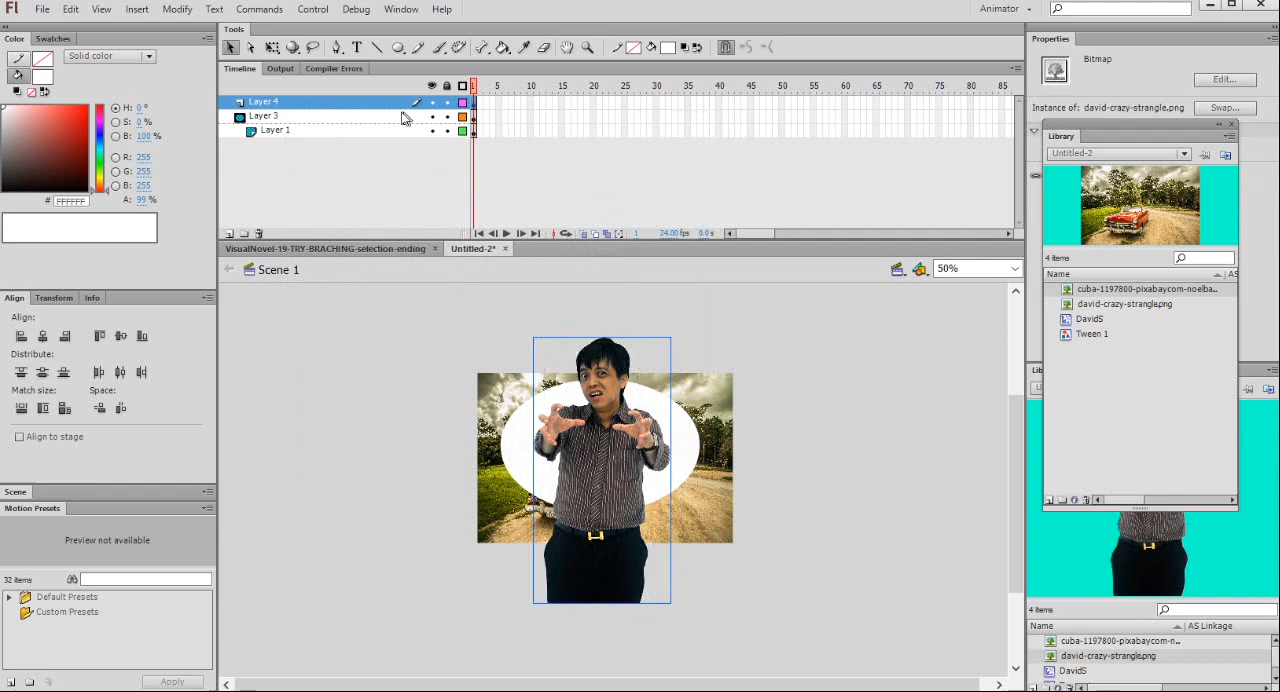 Fl File Edit View Insert Modify Text Commands Control Debug Window Help Animator
Color Swatches
Solid color
H: 0 °
S: 0 %
B: 100 %
R: 255
G: 255
B: 255
# FFFFFF A: 99 %
Tools
Timeline Output Compiler Errors
1 5 10 15 20 25 30 35 40 45 50 55 60 65 70 75 80 85
Layer 4
Layer 3
Layer 1
1 24.00 fps 0.0 s
VisualNovel-19-TRY-BRACHING-selection-ending × Untitled-2* ×
Scene 1 50%
Align Transform Info
Align:
Distribute:
Match size: Space:
Align to stage
Scene
Motion Presets
Preview not available
32 items
Default Presets
Custom Presets
Apply
Properties
Bitmap
Edit...
Instance of: david-crazy-strangle.png Swap...
Library
Untitled-2
4 items
Name AS
cuba-1197800-pixabaycom-noelba...
david-crazy-strangle.png
DavidS
Tween 1
Lib
4 items
Name AS Linkage
cuba-1197800-pixabaycom-n...
david-crazy-strangle.png
DavidS